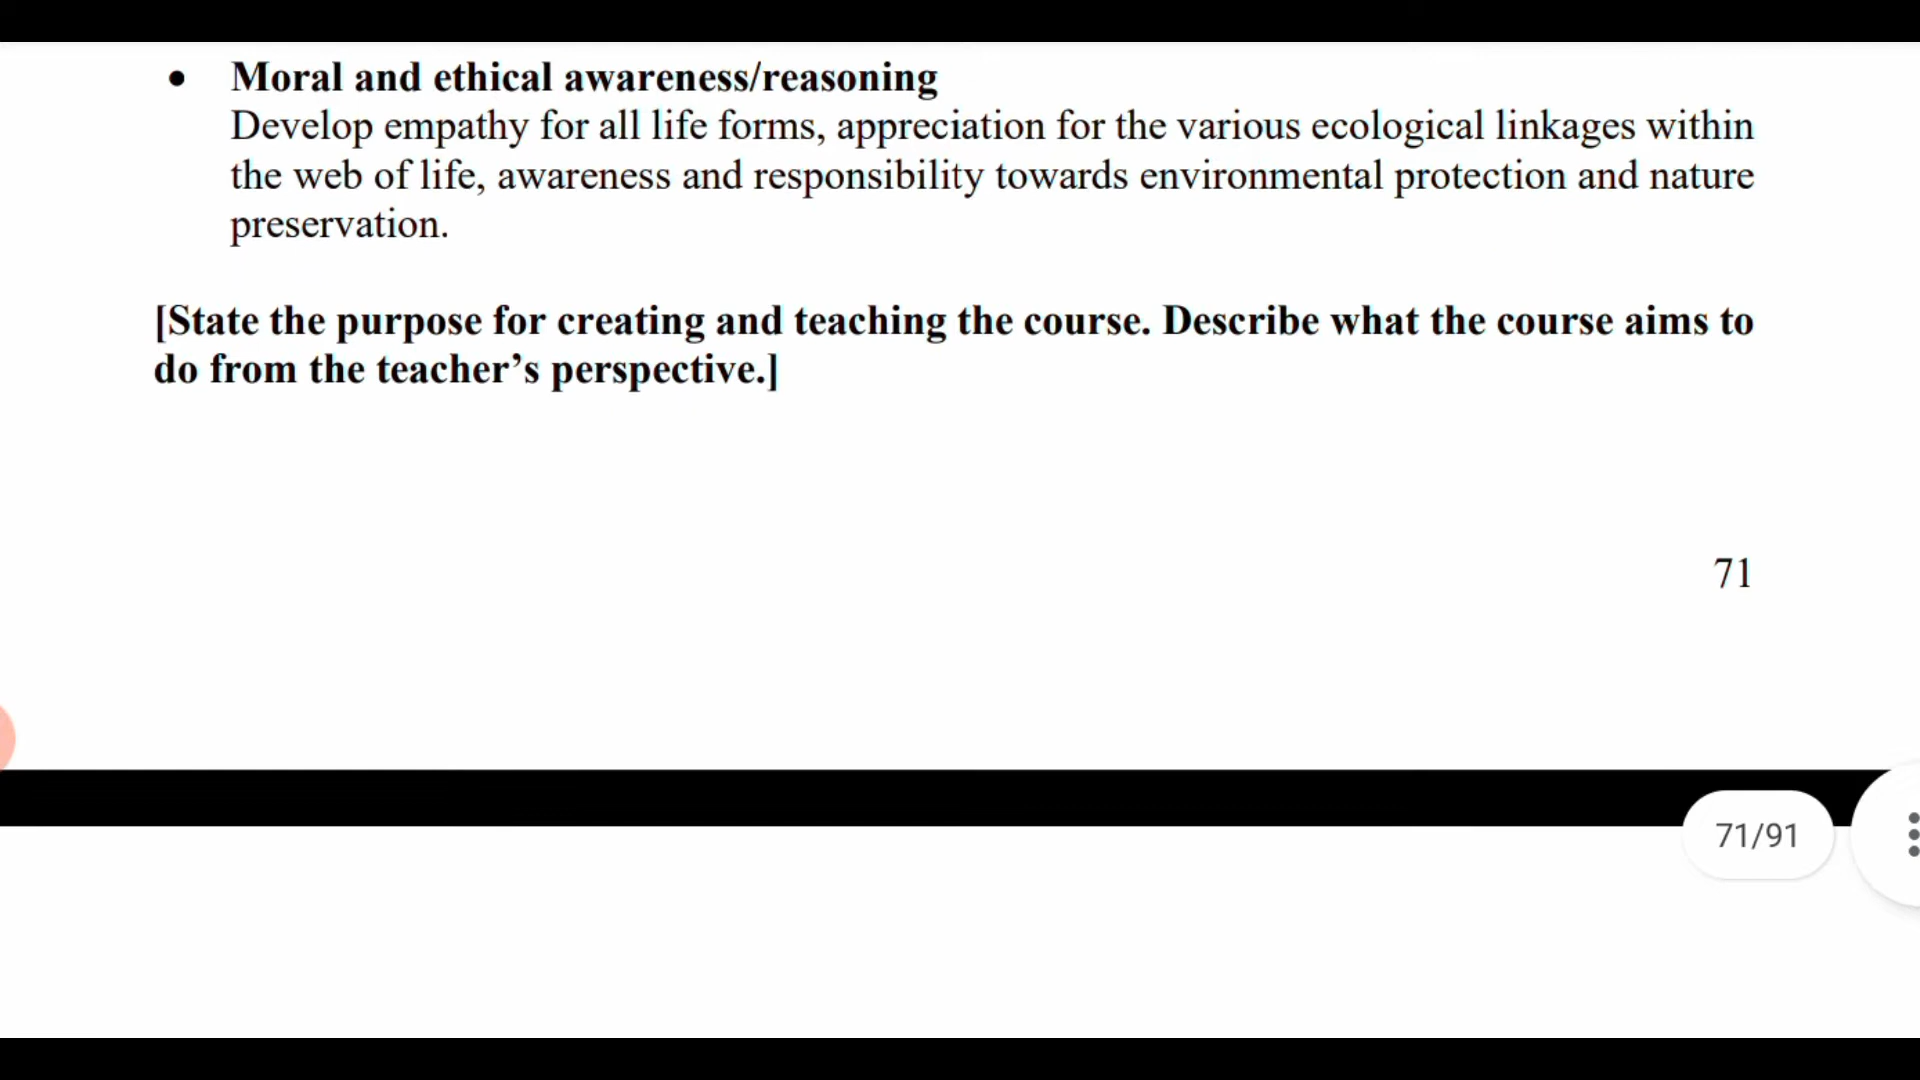 • Moral and ethical awareness/reasoning
Develop empathy for all life forms, appreciation for the various ecological linkages within
the web of life, awareness and responsibility towards environmental protection and nature
preservation.
[State the purpose for creating and teaching the course. Describe what the course aims to
do from the teacher’s perspective.]
71
71/91